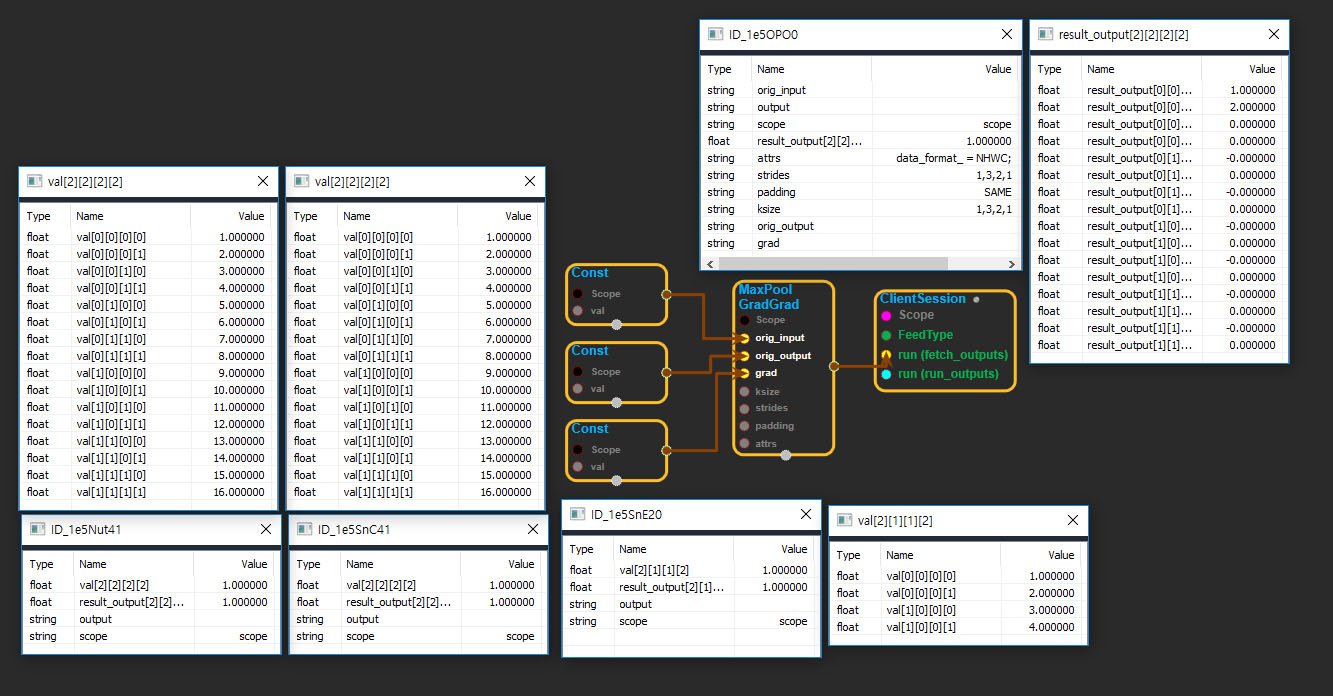 ID_1e5OPO0
Type Name Value
string orig_input
string output
string scope scope
float result_output[2][2]... 1.000000
string attrs data_format_ = NHWC;
string strides 1,3,2,1
string padding SAME
string ksize 1,3,2,1
string orig_output
string grad
result_output[2][2][2][2]
Type Name Value
float result_output[0][0]... 1.000000
float result_output[0][0]... 2.000000
float result_output[0][0]... 0.000000
float result_output[0][0]... 0.000000
float result_output[0][1]... -0.000000
float result_output[0][1]... 0.000000
float result_output[0][1]... -0.000000
float result_output[0][1]... 0.000000
float result_output[1][0]... -0.000000
float result_output[1][0]... 0.000000
float result_output[1][0]... -0.000000
float result_output[1][0]... 0.000000
float result_output[1][1]... -0.000000
float result_output[1][1]... 0.000000
float result_output[1][1]... -0.000000
float result_output[1][1]... 0.000000
val[2][2][2][2]
Type Name Value
float val[0][0][0][0] 1.000000
float val[0][0][0][1] 2.000000
float val[0][0][1][0] 3.000000
float val[0][0][1][1] 4.000000
float val[0][1][0][0] 5.000000
float val[0][1][0][1] 6.000000
float val[0][1][1][0] 7.000000
float val[0][1][1][1] 8.000000
float val[1][0][0][0] 9.000000
float val[1][0][0][1] 10.000000
float val[1][0][1][0] 11.000000
float val[1][0][1][1] 12.000000
float val[1][1][0][0] 13.000000
float val[1][1][0][1] 14.000000
float val[1][1][1][0] 15.000000
float val[1][1][1][1] 16.000000
val[2][2][2][2]
Type Name Value
float val[0][0][0][0] 1.000000
float val[0][0][0][1] 2.000000
float val[0][0][1][0] 3.000000
float val[0][0][1][1] 4.000000
float val[0][1][0][0] 5.000000
float val[0][1][0][1] 6.000000
float val[0][1][1][0] 7.000000
float val[0][1][1][1] 8.000000
float val[1][0][0][0] 9.000000
float val[1][0][0][1] 10.000000
float val[1][0][1][0] 11.000000
float val[1][0][1][1] 12.000000
float val[1][1][0][0] 13.000000
float val[1][1][0][1] 14.000000
float val[1][1][1][0] 15.000000
float val[1][1][1][1] 16.000000
Const
Scope
val
Const
Scope
val
Const
Scope
val
MaxPool
GradGrad
Scope
orig_input
orig_output
grad
ksize
strides
padding
attrs
ClientSession
Scope
FeedType
run (fetch_outputs)
run (run_outputs)
ID_1e5Nut41
Type Name Value
float val[2][2][2][2] 1.000000
float result_output[2][2]... 1.000000
string output
string scope scope
ID_1e5SnC41
Type Name Value
float val[2][2][2][2] 1.000000
float result_output[2][2]... 1.000000
string output
string scope scope
ID_1e5SnE20
Type Name Value
float val[2][1][1][2] 1.000000
float result_output[2][1]... 1.000000
string output
string scope scope
val[2][1][1][2]
Type Name Value
float val[0][0][0][0] 1.000000
float val[0][0][0][1] 2.000000
float val[1][0][0][0] 3.000000
float val[1][0][0][1] 4.000000